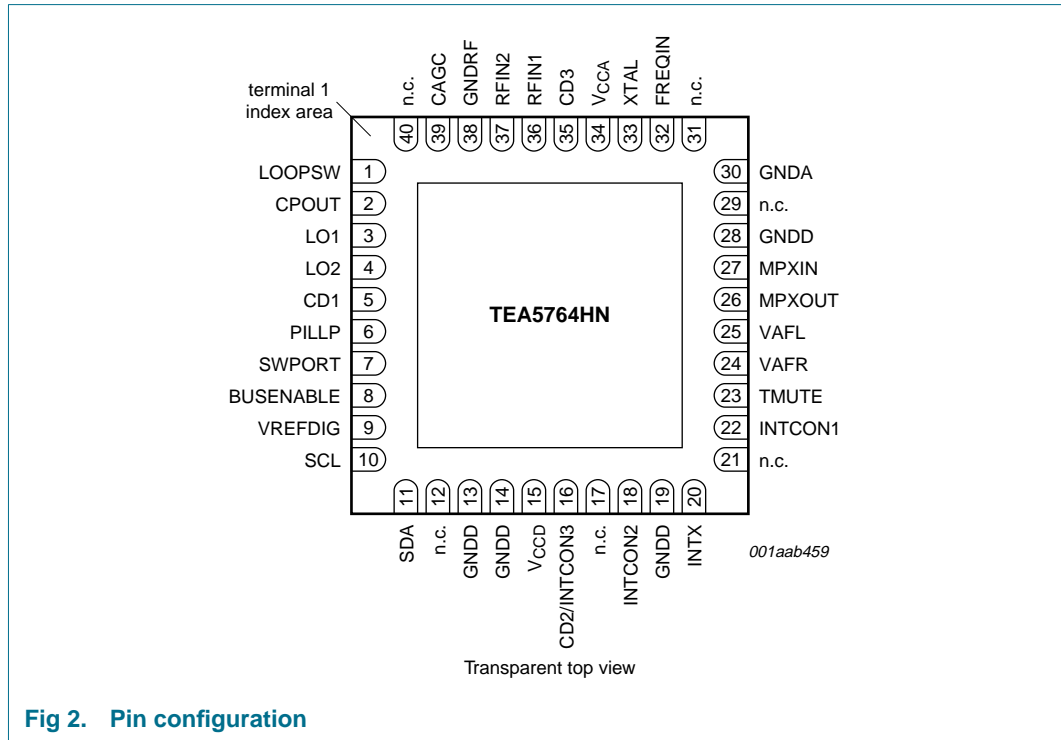 n.c.
CAGC
GNDRF
RFIN2
RFIN1
CD3
VCCA
XTAL
FREQIN
n.c.
terminal 1
index area
40 39 38 37 36 35 34 33 32 31
LOOPSW 1
CPOUT 2
LO1 3
LO2 4
CD1 5
PILLP 6
SWPORT 7
BUSENABLE 8
VREFDIG 9
SCL 10
TEA5764HN
30 GNDA
29 n.c.
28 GNDD
27 MPXIN
26 MPXOUT
25 VAFL
24 VAFR
23 TMUTE
22 INTCON1
21 n.c.
11 12 13 14 15 16 17 18 19 20
SDA
n.c.
GNDD
GNDD
VCCD
CD2/INTCON3
n.c.
INTCON2
GNDD
INTX
001aab459
Transparent top view
Fig 2. Pin configuration